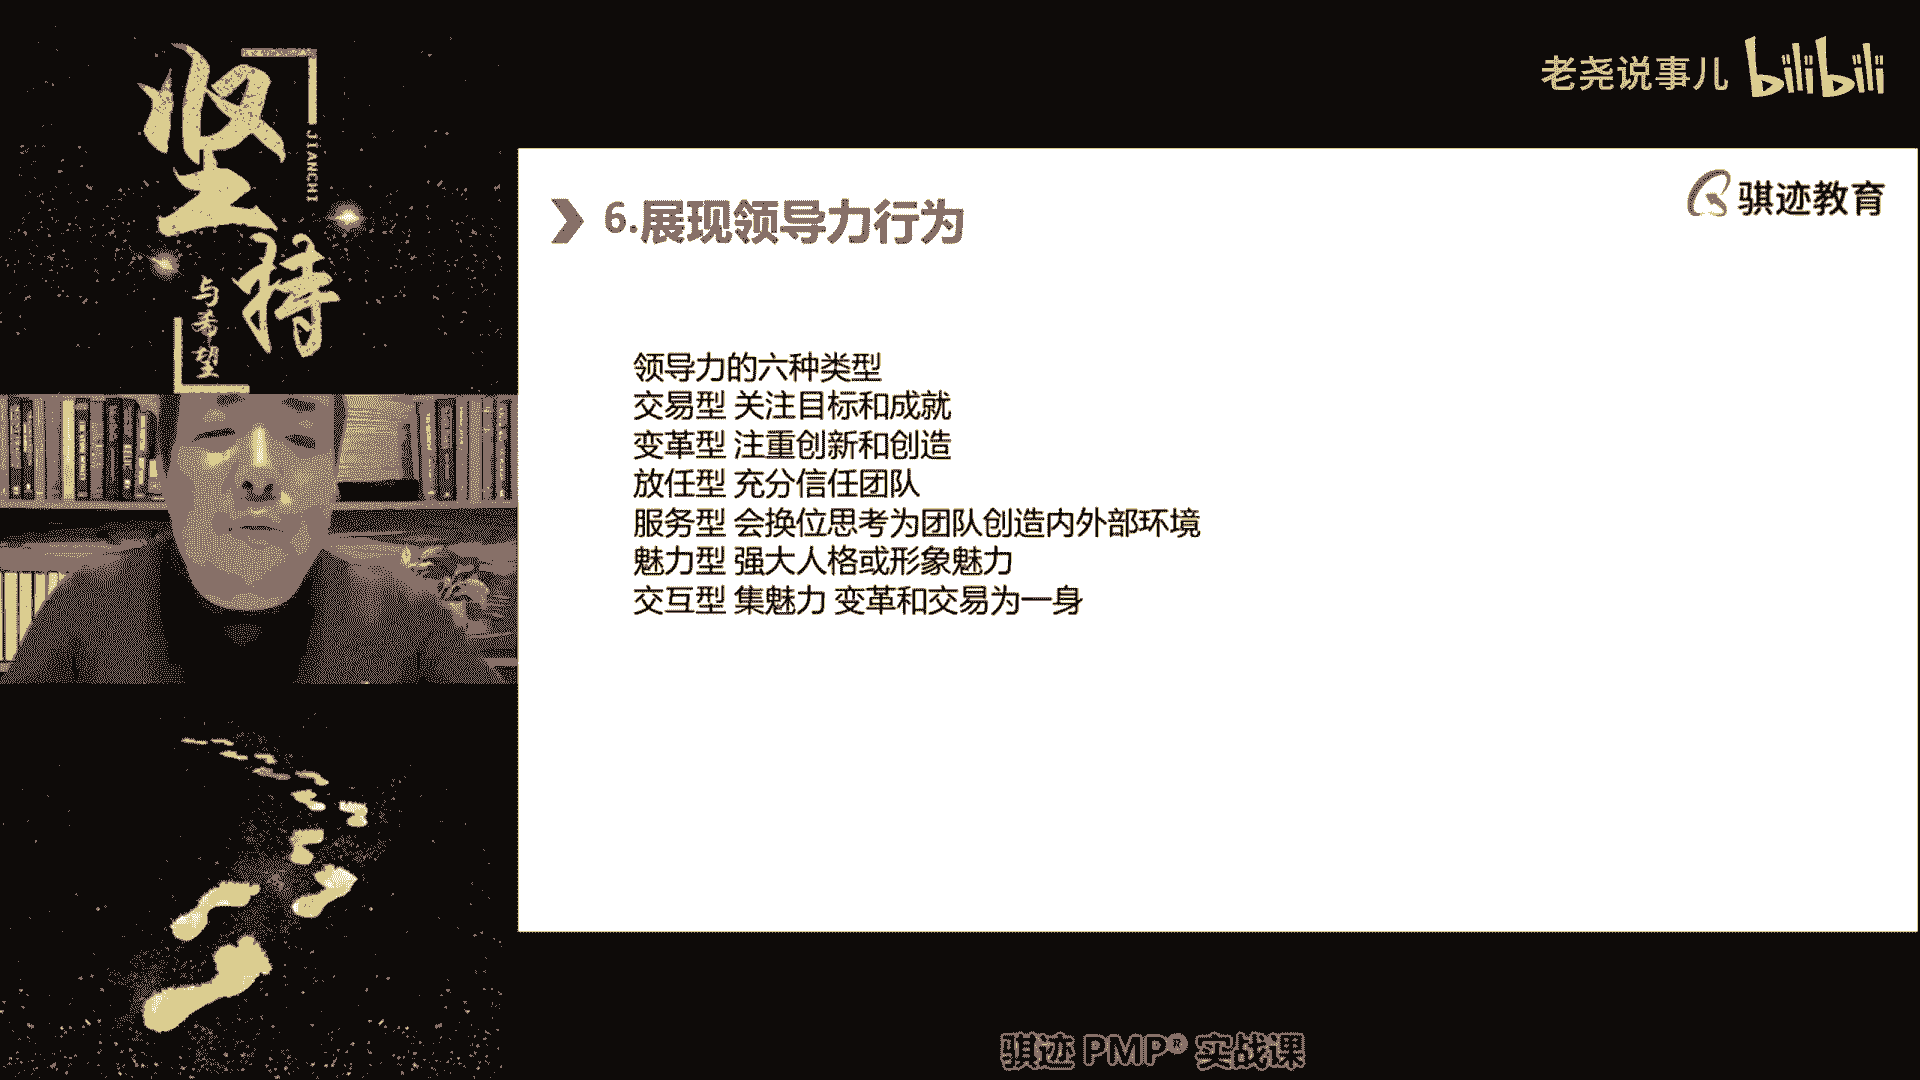 坚持
JIANCHI
与希望
老尧说事儿 bilibili
骐迹教育
6.展现领导力行为
领导力的六种类型
交易型 关注目标和成就
变革型 注重创新和创造
放任型 充分信任团队
服务型 会换位思考为团队创造内外部环境
魅力型 强大人格或形象魅力
交互型 集魅力 变革和交易为一身
骐迹 PMP® 实战课